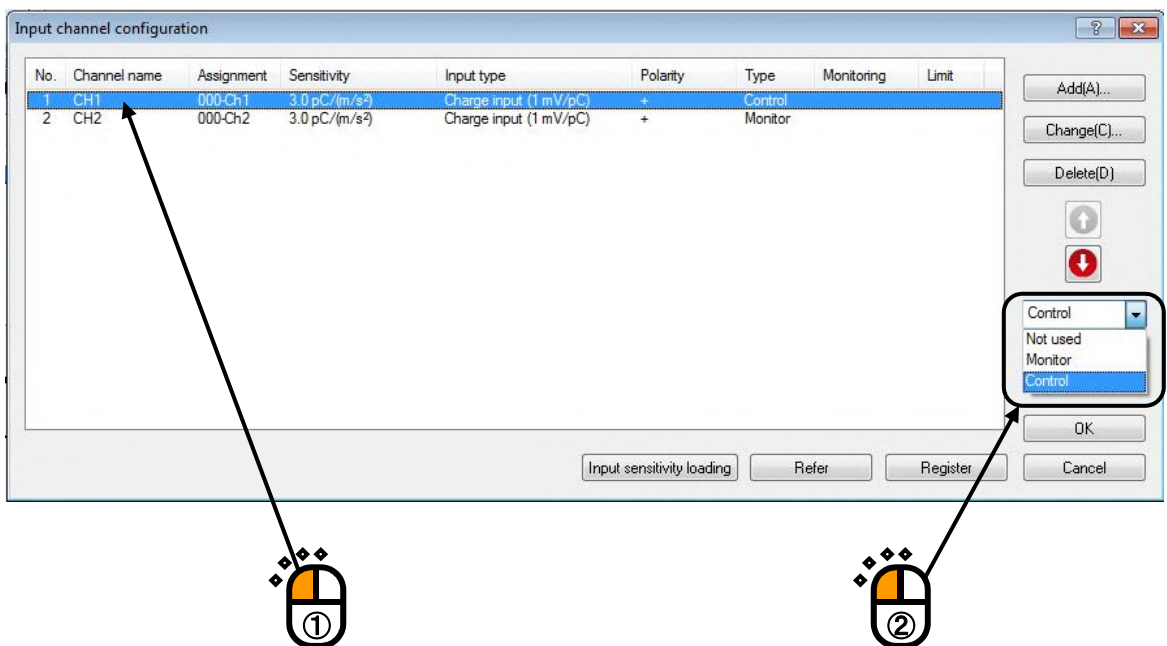 Input channel configuration
No. Channel name Assignment Sensitivity Input type Polarity Type Monitoring Limit
1 CH1 000-Ch1 3.0 pC/(m/s²) Charge input (1 mV/pC) + Control
2 CH2 000-Ch2 3.0 pC/(m/s²) Charge input (1 mV/pC) + Monitor
Add(A)...
Change(C)...
Delete(D)
Control
Not used
Monitor
Control
OK
Input sensitivity loading Refer Register Cancel
① ②